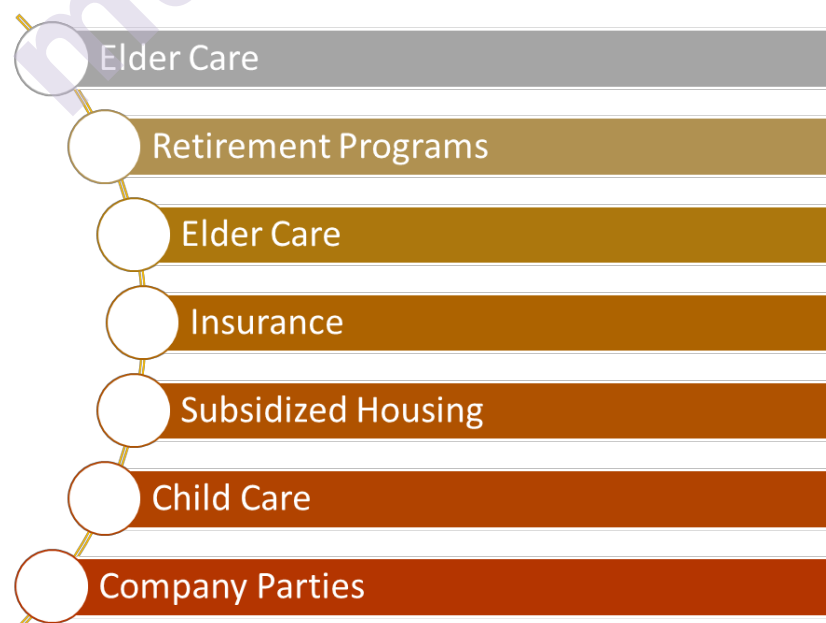 Elder Care
Retirement Programs
Elder Care
Insurance
Subsidized Housing
Child Care
Company Parties